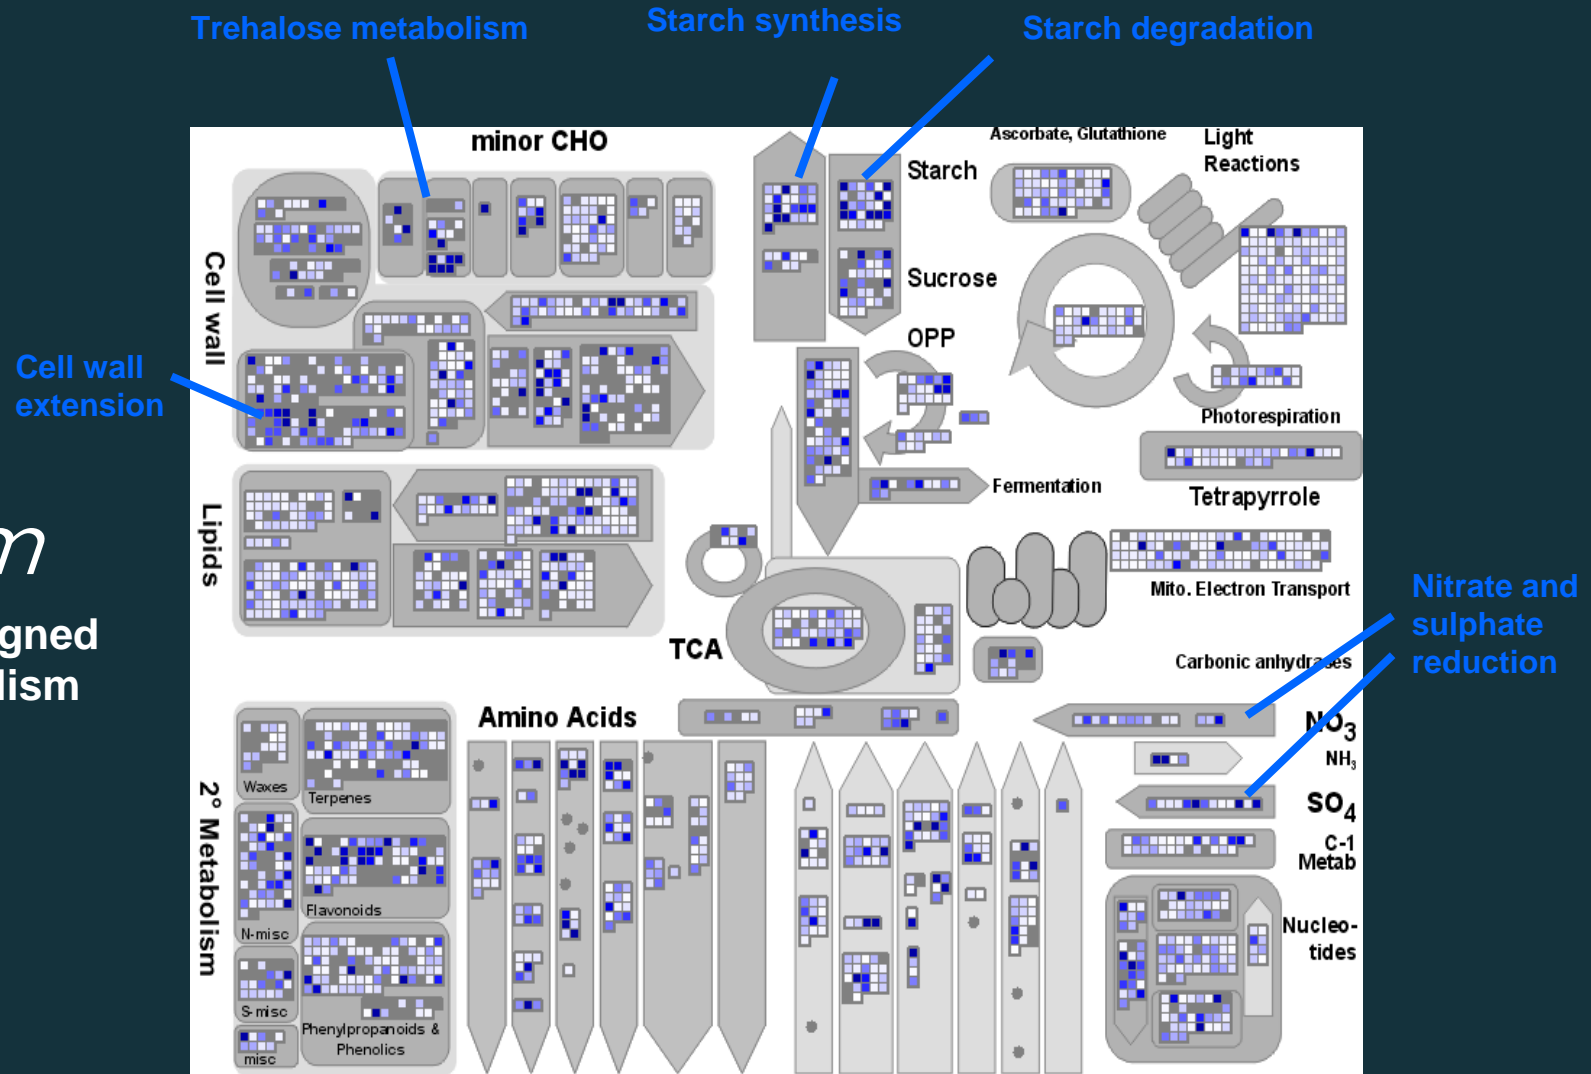 Trehalose metabolism
Starch synthesis
Starch degradation
minor CHO
Ascorbate, Glutathione
Light
Reactions
Starch
Cell wall
Sucrose
OPP
Cell wall
extension
Photorespiration
Tetrapyrrole
Fermentation
Lipids
m
igned
lism
Mito. Electron Transport
Nitrate and
sulphate
reduction
TCA
Carbonic anhydrases
Amino Acids
NO3
NH3
SO4
C-1
Metab
2° Metabolism
Waxes
Terpenes
N-misc
Flavonoids
S-misc
Phenylpropanoids &
Phenolics
misc
Nucleo-
tides